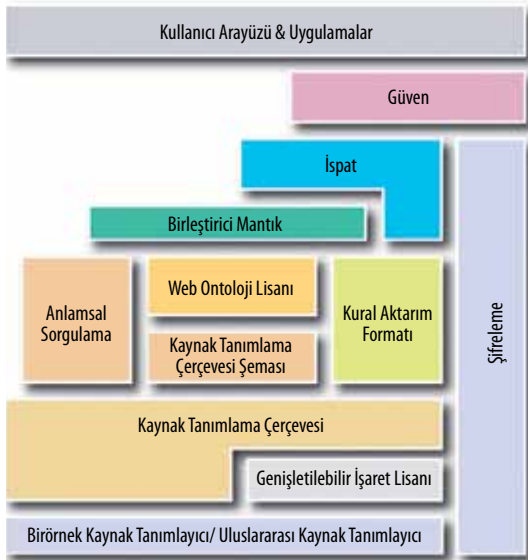 Kullanıcı Arayüzü & Uygulamalar
Güven
İspat
Birleştirici Mantık
Anlamsal
Sorgulama
Web Ontoloji Lisanı
Kaynak Tanımlama
Çerçevesi Şeması
Kural Aktarım
Formatı
Şifreleme
Kaynak Tanımlama Çerçevesi
Genişletilebilir İşaret Lisanı
Birörnek Kaynak Tanımlayıcı/ Uluslararası Kaynak Tanımlayıcı